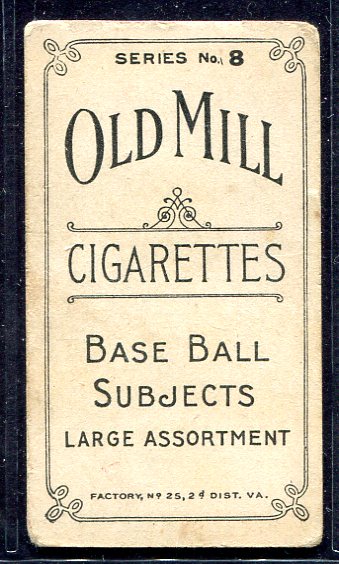 SERIES No. 8
OLD MILL
CIGARETTES
BASE BALL
SUBJECTS
LARGE ASSORTMENT
FACTORY, Nº 25, 2d DIST. VA.